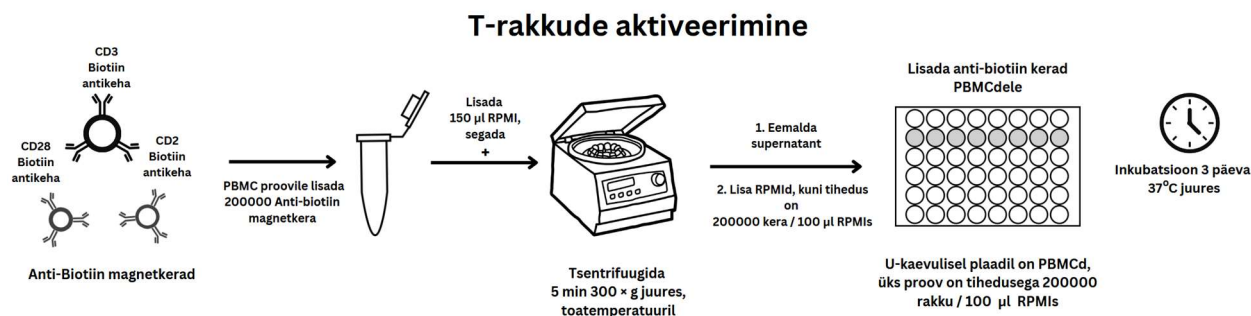 T-rakkude aktiveerimine
CD3
Biotiin
antikeha
CD28
Biotiin
antikeha
CD2
Biotiin
antikeha
Anti-Biotiin magnetkerad
PBMC proovile lisada
200000 Anti-biotiin
magnetkera
Lisada
150 µl RPMI,
segada
+
Tsentrifuugida
5 min 300 × g juures,
toatemperatuuril
1. Eemalda
supernatant
2. Lisa RPMId, kuni tihedus
on
200000 kera / 100 µl RPMIs
Lisada anti-biotiin kerad
PBMCdele
U-kaevulisel plaadil on PBMCd,
üks proov on tihedusega 200000
rakku / 100 µl RPMIs
Inkubatsioon 3 päeva
37°C juures